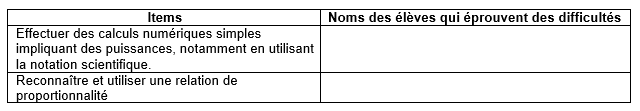 Items Noms des élèves qui éprouvent des difficultés
Effectuer des calculs numériques simples
impliquant des puissances, notamment en utilisant
la notation scientifique.
Reconnaître et utiliser une relation de
proportionnalité